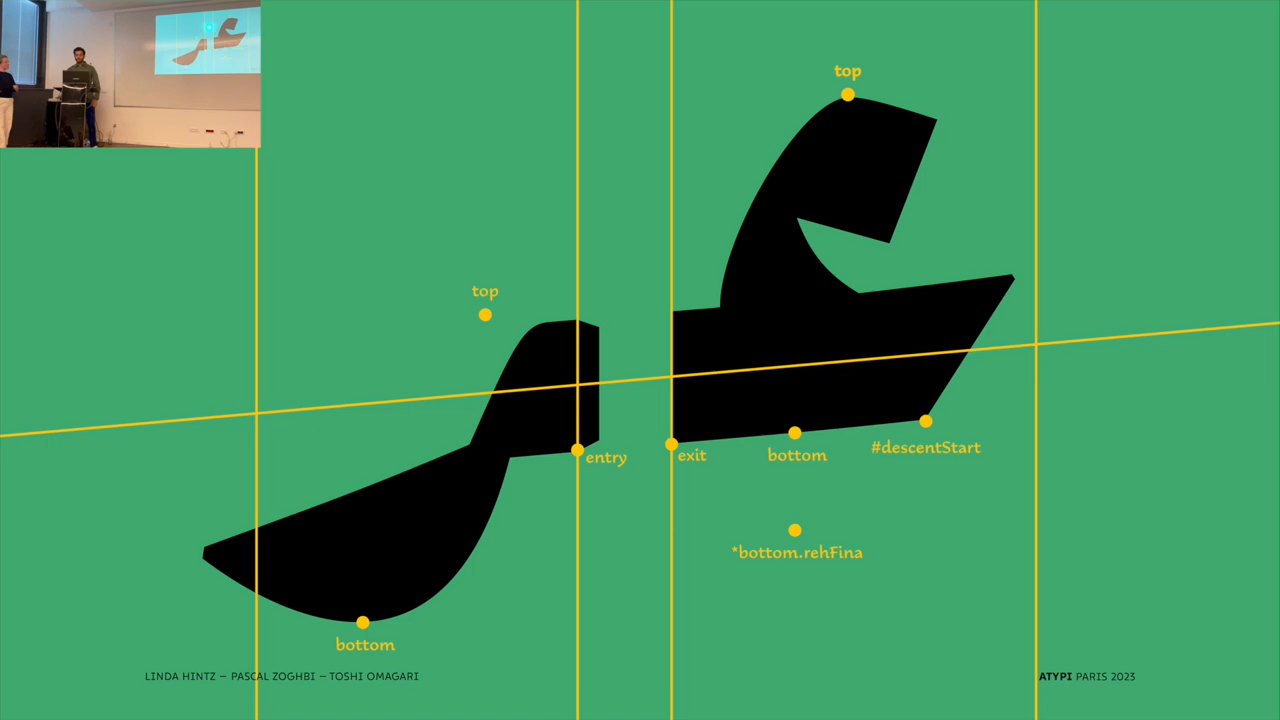 top
top
entry
exit
bottom
#descentStart
*bottom.rehFina
bottom
LINDA HINTZ — PASCAL ZOGHBI — TOSHI OMAGARI
ATYPI PARIS 2023